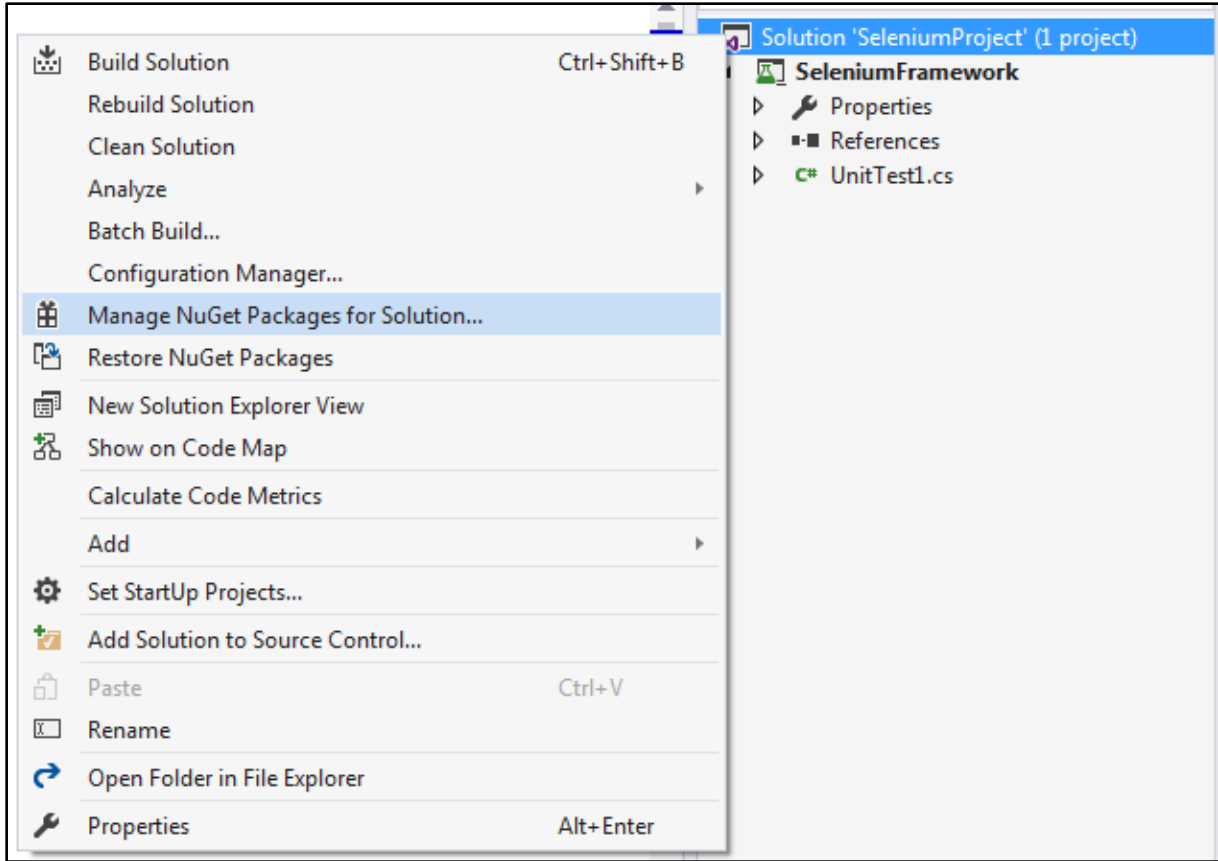 Build Solution Ctrl+Shift+B
Rebuild Solution
Clean Solution
Analyze
Batch Build...
Configuration Manager...
Manage NuGet Packages for Solution...
Restore NuGet Packages
New Solution Explorer View
Show on Code Map
Calculate Code Metrics
Add
Set StartUp Projects...
Add Solution to Source Control...
Paste Ctrl+V
Rename
Open Folder in File Explorer
Properties Alt+Enter
Solution 'SeleniumProject' (1 project)
SeleniumFramework
Properties
References
C# UnitTest1.cs